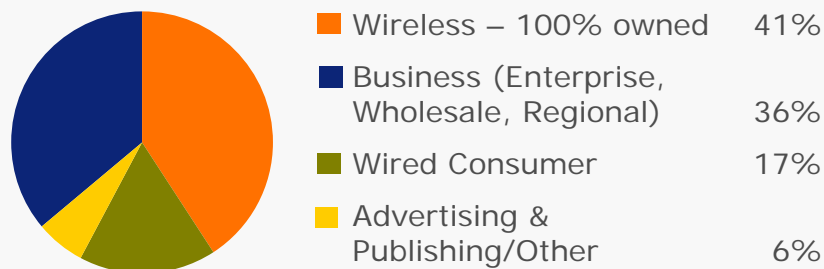 Wireless – 100% owned 41%
Business (Enterprise,
Wholesale, Regional) 36%
Wired Consumer 17%
Advertising &
Publishing/Other 6%